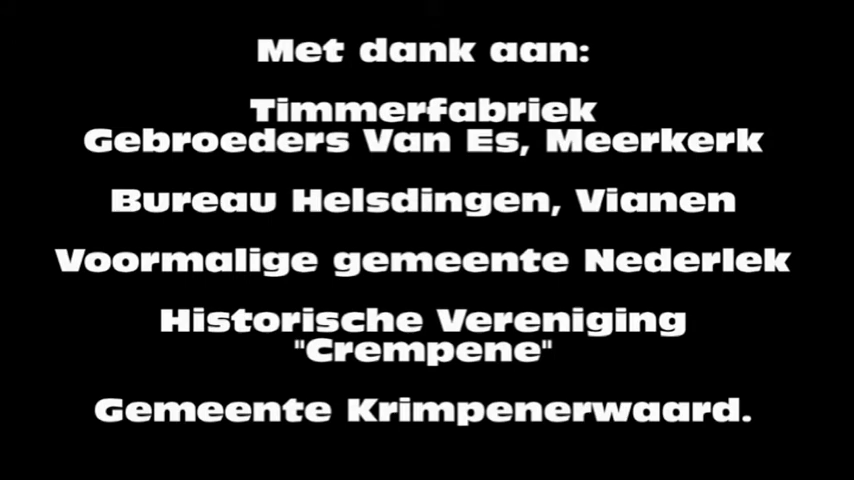 Met dank aan:
Timmerfabriek
Gebroeders Van Es, Meerkerk
Bureau Helsdingen, Vianen
Voormalige gemeente Nederlek
Historische Vereniging
"Crempene"
Gemeente Krimpenerwaard.